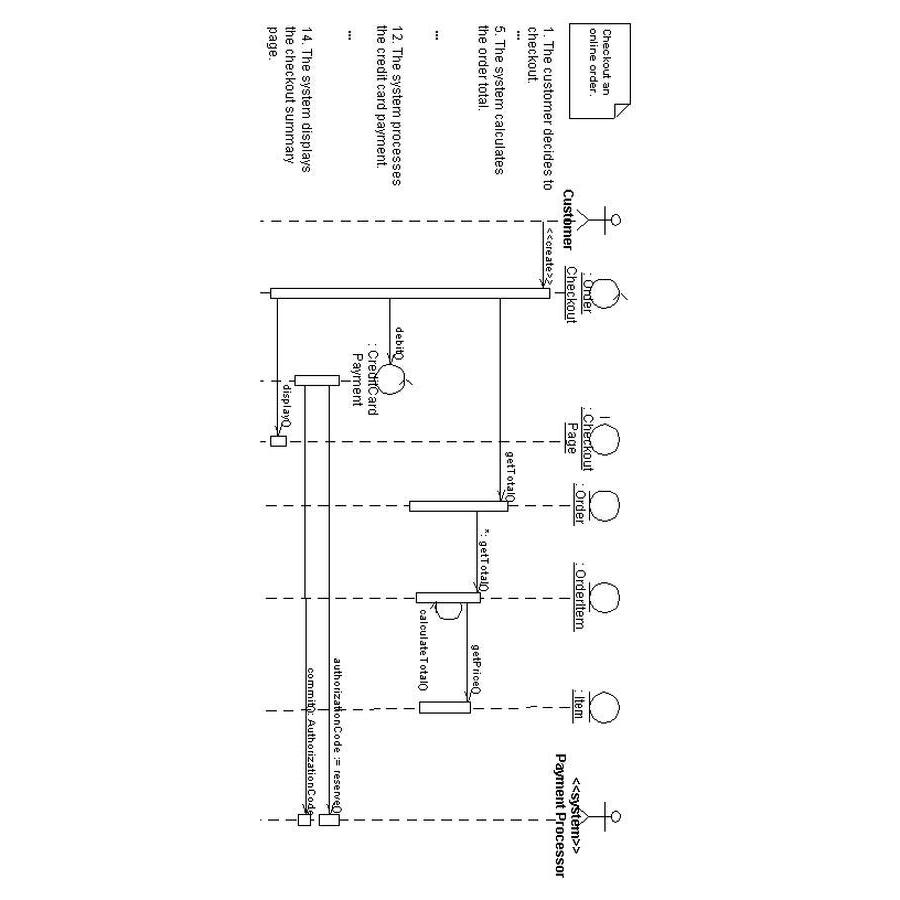 Checkout an
online order.
1. The customer decides to
checkout.
...
5. The system calculates
the order total.
...
12. The system processes
the credit card payment.
...
14. The system displays
the checkout summary
page.
Customer
: Order
Checkout
: Checkout
Page
: Order
: OrderItem
: Item
<<system>>
Payment Processor
<<create>>
getTotal()
*: getTotal()
getPrice()
calculateTotal()
debit()
: CreditCard
Payment
authorizationCode := reserve()
commit(): AuthorizationCode
display()